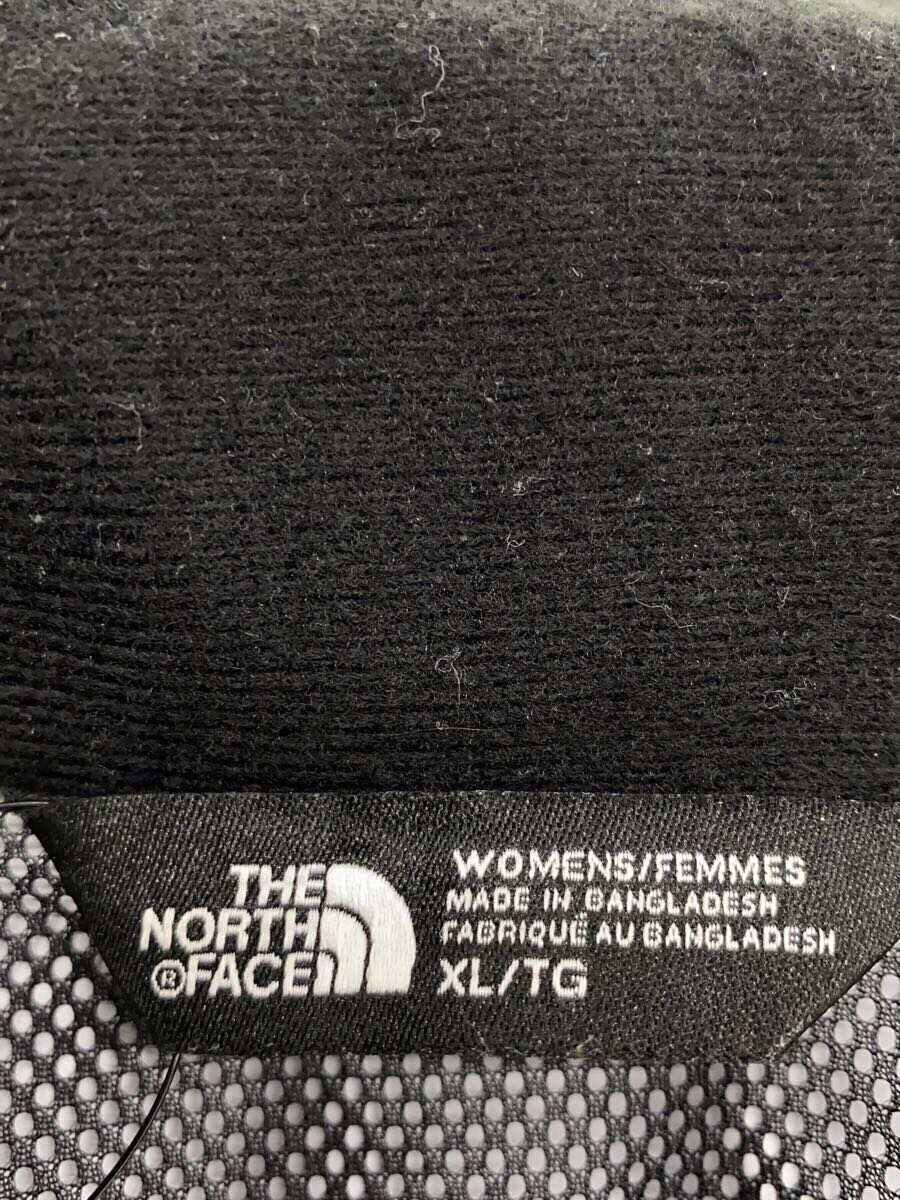 THE
NORTH
®FACE
WOMENS/FEMMES
MADE IN BANGLADESH
FABRIQUÉ AU BANGLADESH
XL/TG